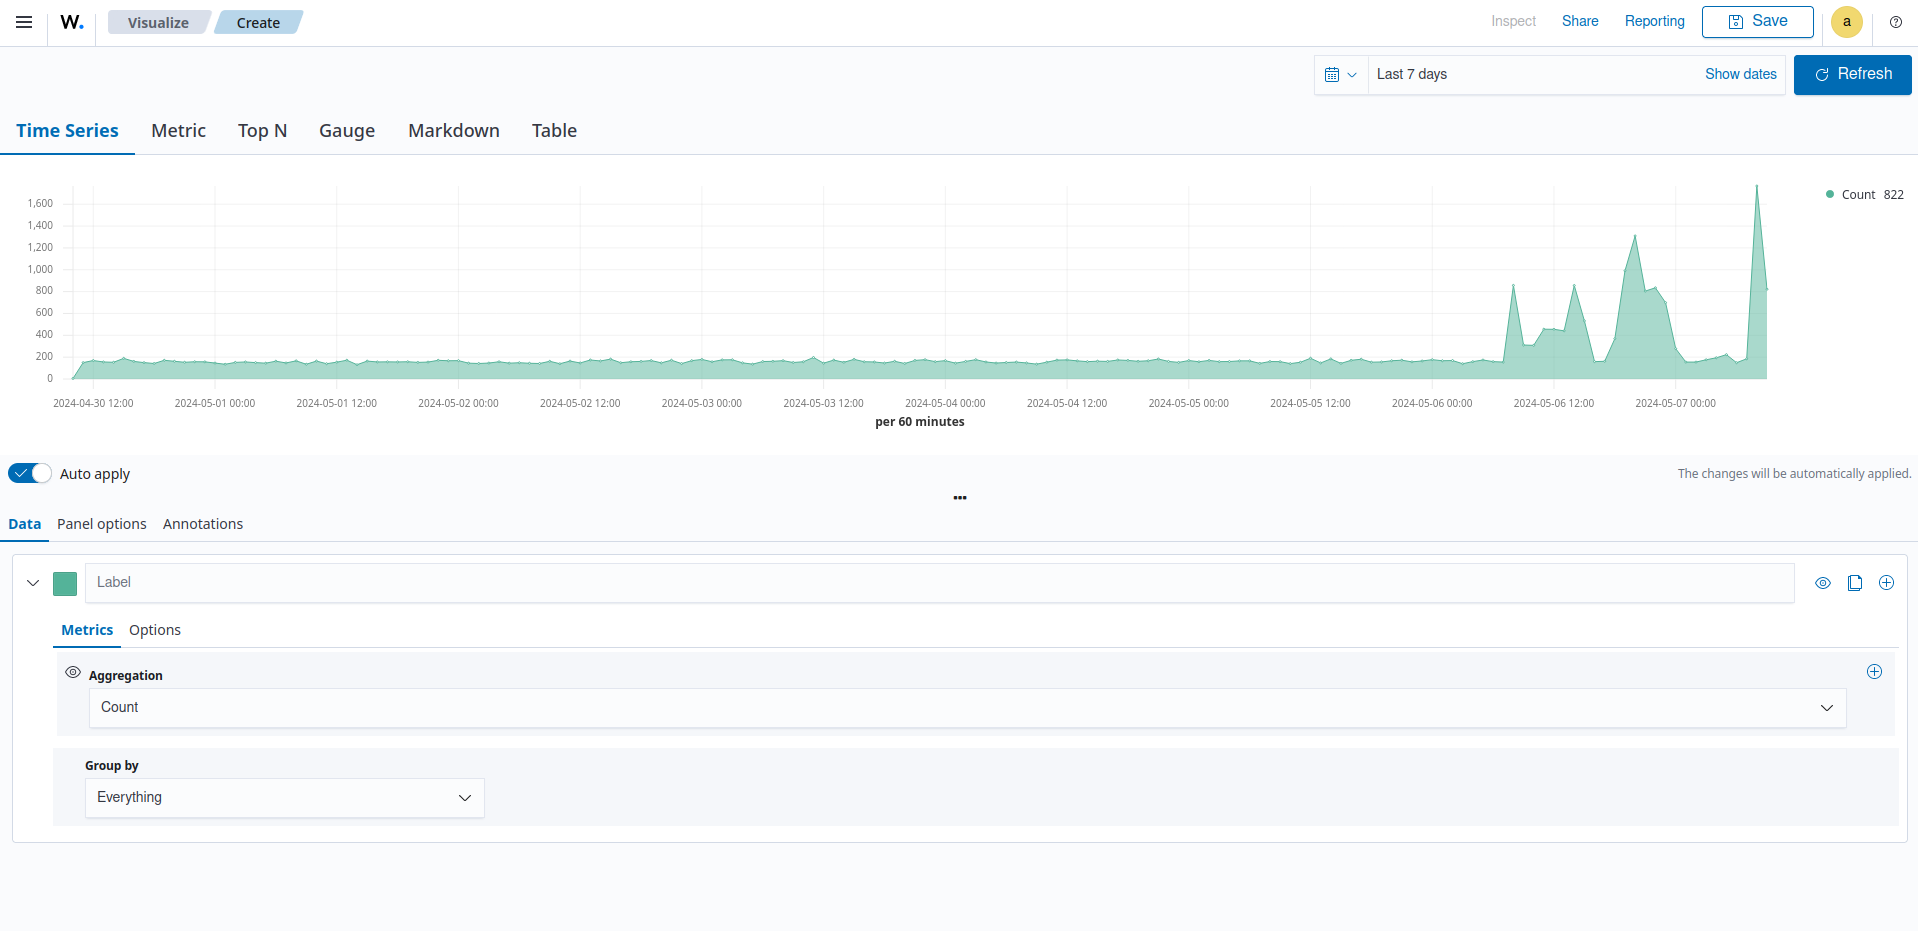 W.
Visualize
Create
Inspect
Share
Reporting
Save
a
Last 7 days
Show dates
Refresh
Time Series
Metric
Top N
Gauge
Markdown
Table
1,600
1,400
1,200
1,000
800
600
400
200
0
Count 822
2024-04-30 12:00
2024-05-01 00:00
2024-05-01 12:00
2024-05-02 00:00
2024-05-02 12:00
2024-05-03 00:00
2024-05-03 12:00
2024-05-04 00:00
2024-05-04 12:00
2024-05-05 00:00
2024-05-05 12:00
2024-05-06 00:00
2024-05-06 12:00
2024-05-07 00:00
per 60 minutes
Auto apply
The changes will be automatically applied.
Data
Panel options
Annotations
Label
Metrics
Options
Aggregation
Count
Group by
Everything